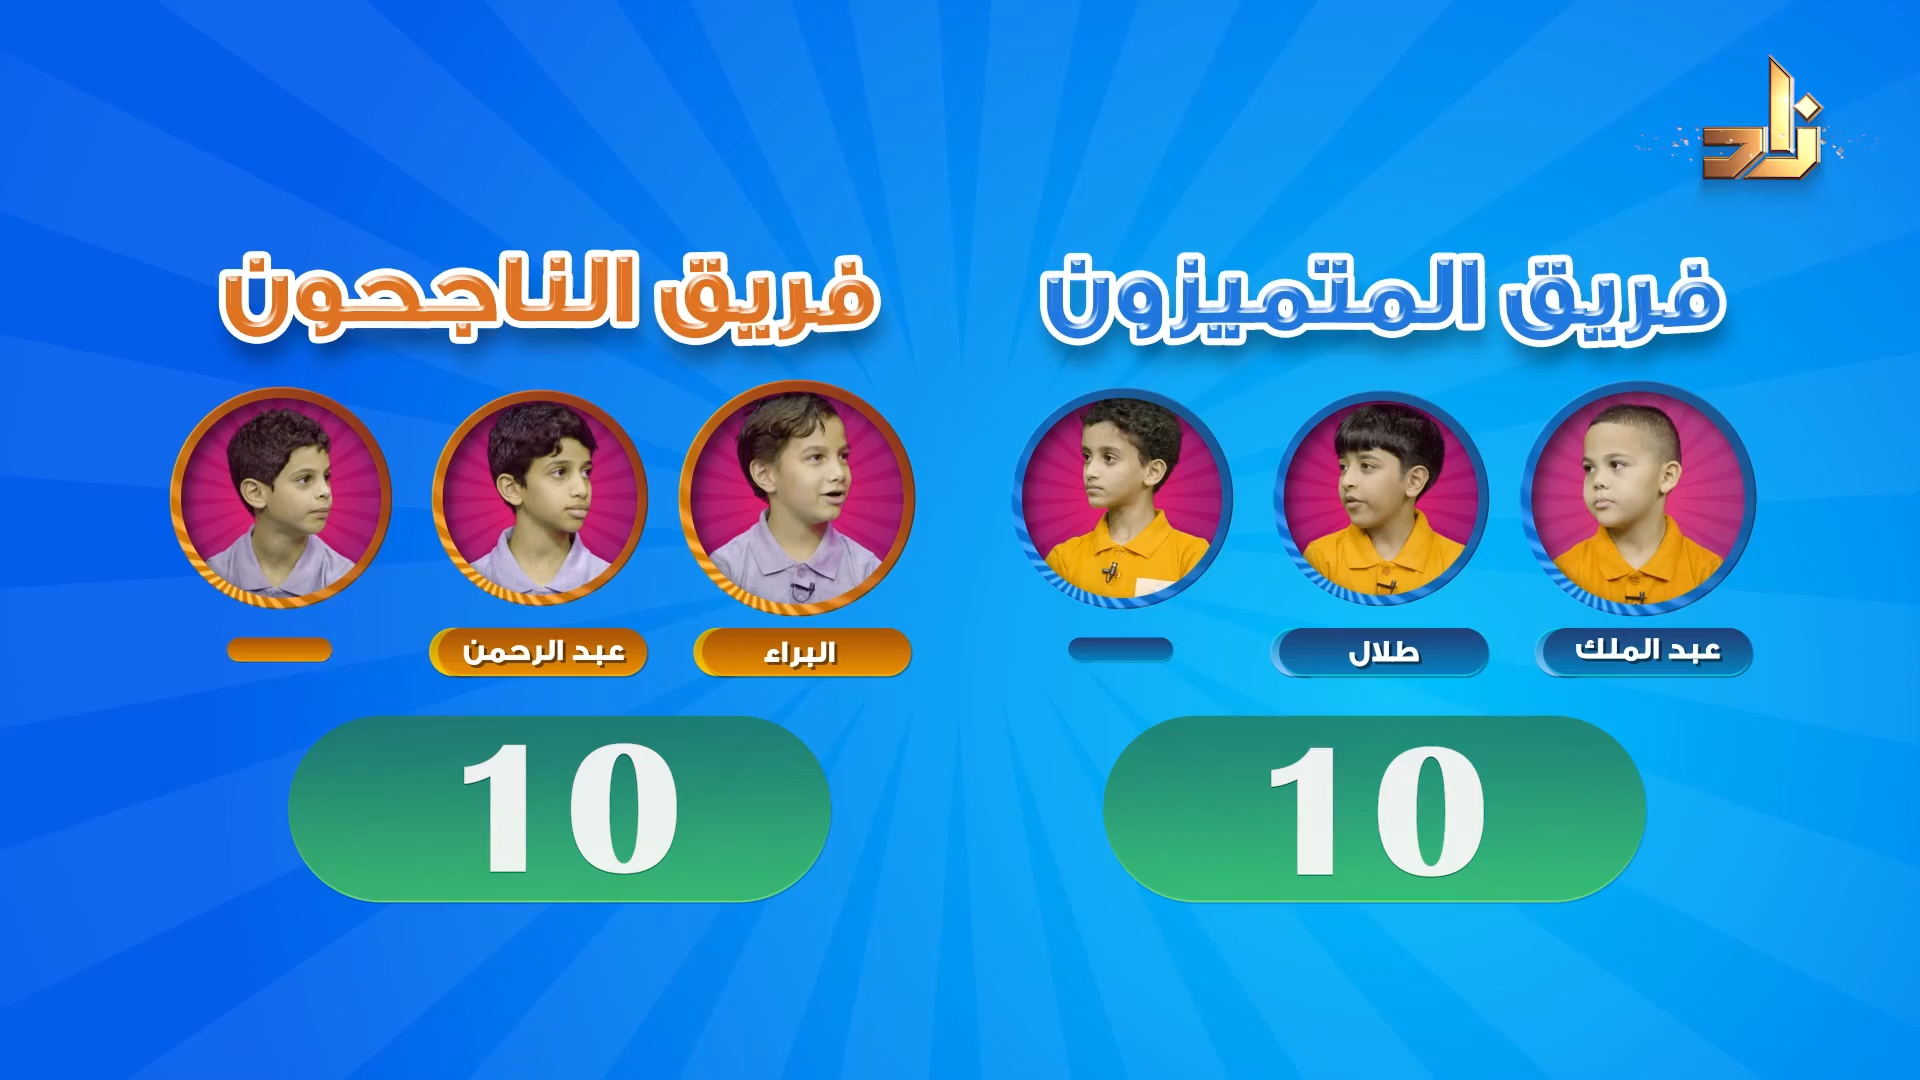 زاد
فريق المتميزون
فريق الناجحون
عبد الملك
طلال
البراء
عبد الرحمن
10
10